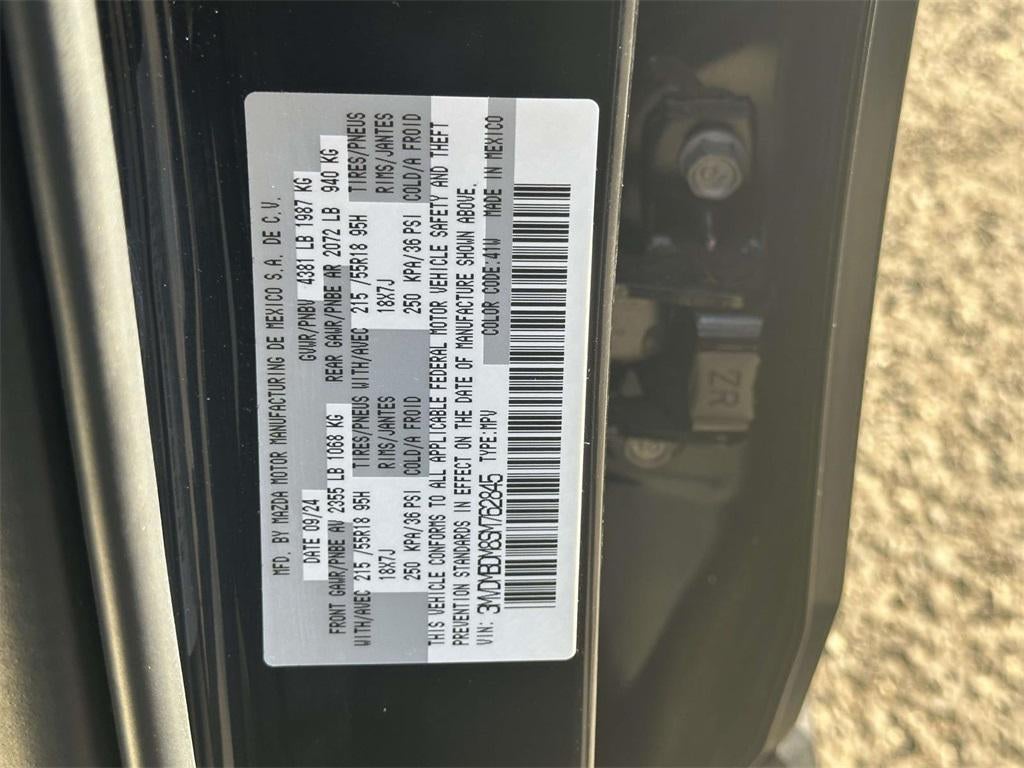 MFD. BY MAZDA MOTOR MANUFACTURING DE MEXICO S.A. DE C.V.
DATE 09/24 GVWR/PNBV 4381 LB 1987 KG
FRONT GAWR/PNBE AV 2355 LB 1068 KG REAR GAWR/PNBE AR 2072 LB 940 KG
WITH/AVEC 215 /55R18 95H TIRES/PNEUS WITH/AVEC 215 /55R18 95H TIRES/PNEUS
18X7J RIMS/JANTES 18X7J RIMS/JANTES
250 KPA/36 PSI COLD/A FROID 250 KPA/36 PSI COLD/A FROID
THIS VEHICLE CONFORMS TO ALL APPLICABLE FEDERAL MOTOR VEHICLE SAFETY AND THEFT
PREVENTION STANDARDS IN EFFECT ON THE DATE OF MANUFACTURE SHOWN ABOVE.
VIN: 3MVDMBDM8SM762845 TYPE:MPV COLOR CODE:41W MADE IN MEXICO
ZR